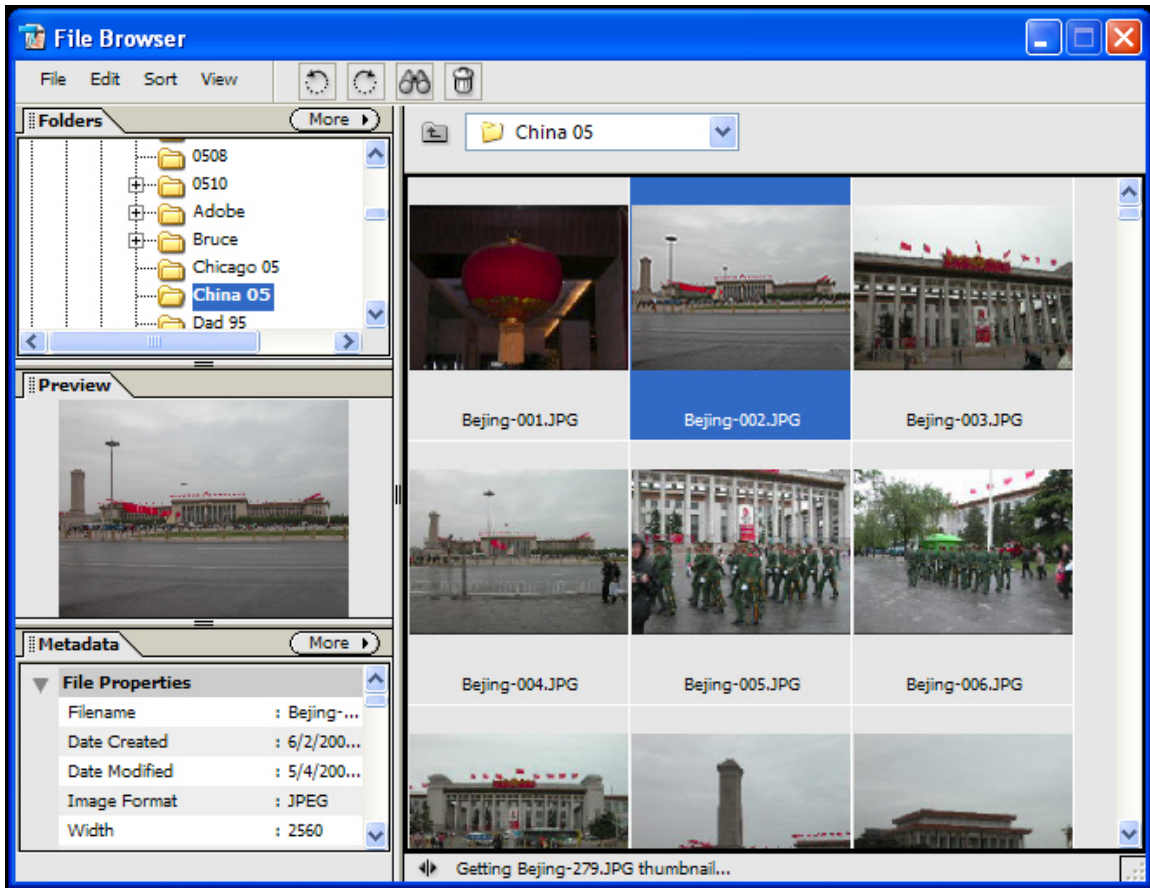 File Browser
File Edit Sort View
Folders
More
0508
0510
Adobe
Bruce
Chicago 05
China 05
Dad 95
Preview
Metadata
More
File Properties
Filename : Bejing-...
Date Created : 6/2/200...
Date Modified : 5/4/200...
Image Format : JPEG
Width : 2560
China 05
Bejing-001.JPG
Bejing-002.JPG
Bejing-003.JPG
Bejing-004.JPG
Bejing-005.JPG
Bejing-006.JPG
Getting Bejing-279.JPG thumbnail...